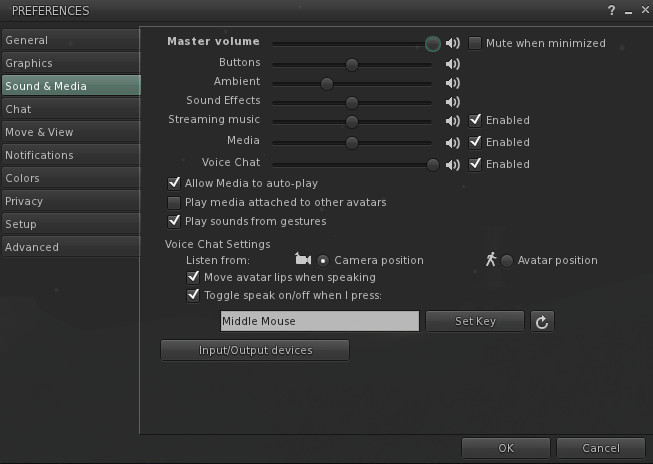 PREFERENCES ?
General
Graphics
Sound & Media
Chat
Move & View
Notifications
Colors
Privacy
Setup
Advanced
Master volume Mute when minimized
Buttons
Ambient
Sound Effects
Streaming music Enabled
Media Enabled
Voice Chat Enabled
Allow Media to auto-play
Play media attached to other avatars
Play sounds from gestures
Voice Chat Settings
Listen from: Camera position Avatar position
Move avatar lips when speaking
Toggle speak on/off when I press:
Middle Mouse Set Key
Input/Output devices
OK Cancel